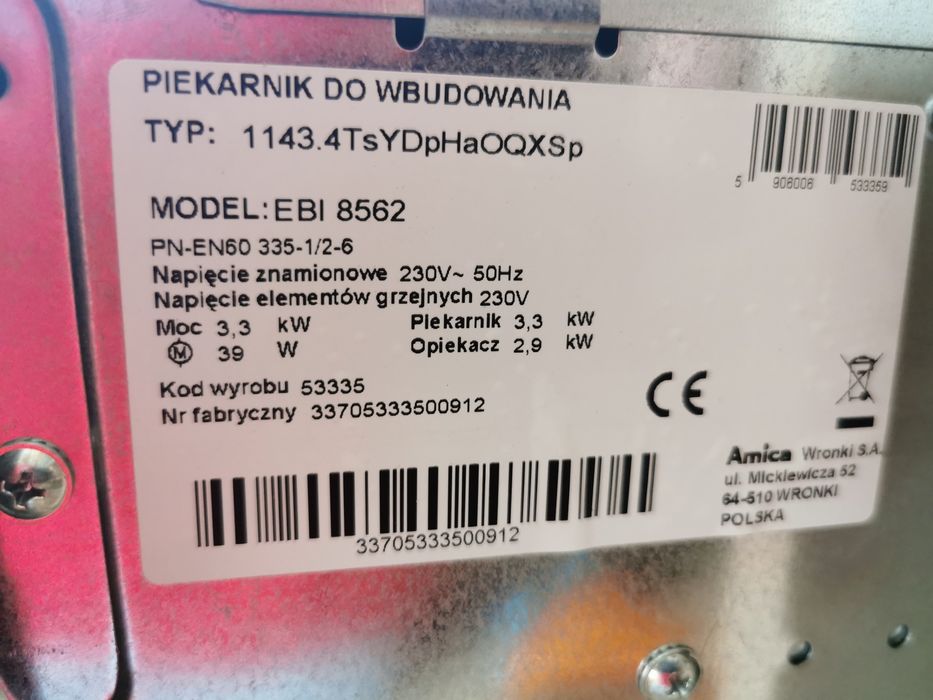 PIEKARNIK DO WBUDOWANIA
TYP: 1143.4TsYDpHaOQXSp
5 906006 533359
MODEL: EBI 8562
PN-EN60 335-1/2-6
Napięcie znamionowe 230V~ 50Hz
Napięcie elementów grzejnych 230V
Moc 3,3 kW Piekarnik 3,3 kW
M 39 W Opiekacz 2,9 kW
Kod wyrobu 53335
Nr fabryczny 33705333500912
CE
33705333500912
Amica Wronki S.A.
ul. Mickiewicza 52
64-510 WRONKI
POLSKA